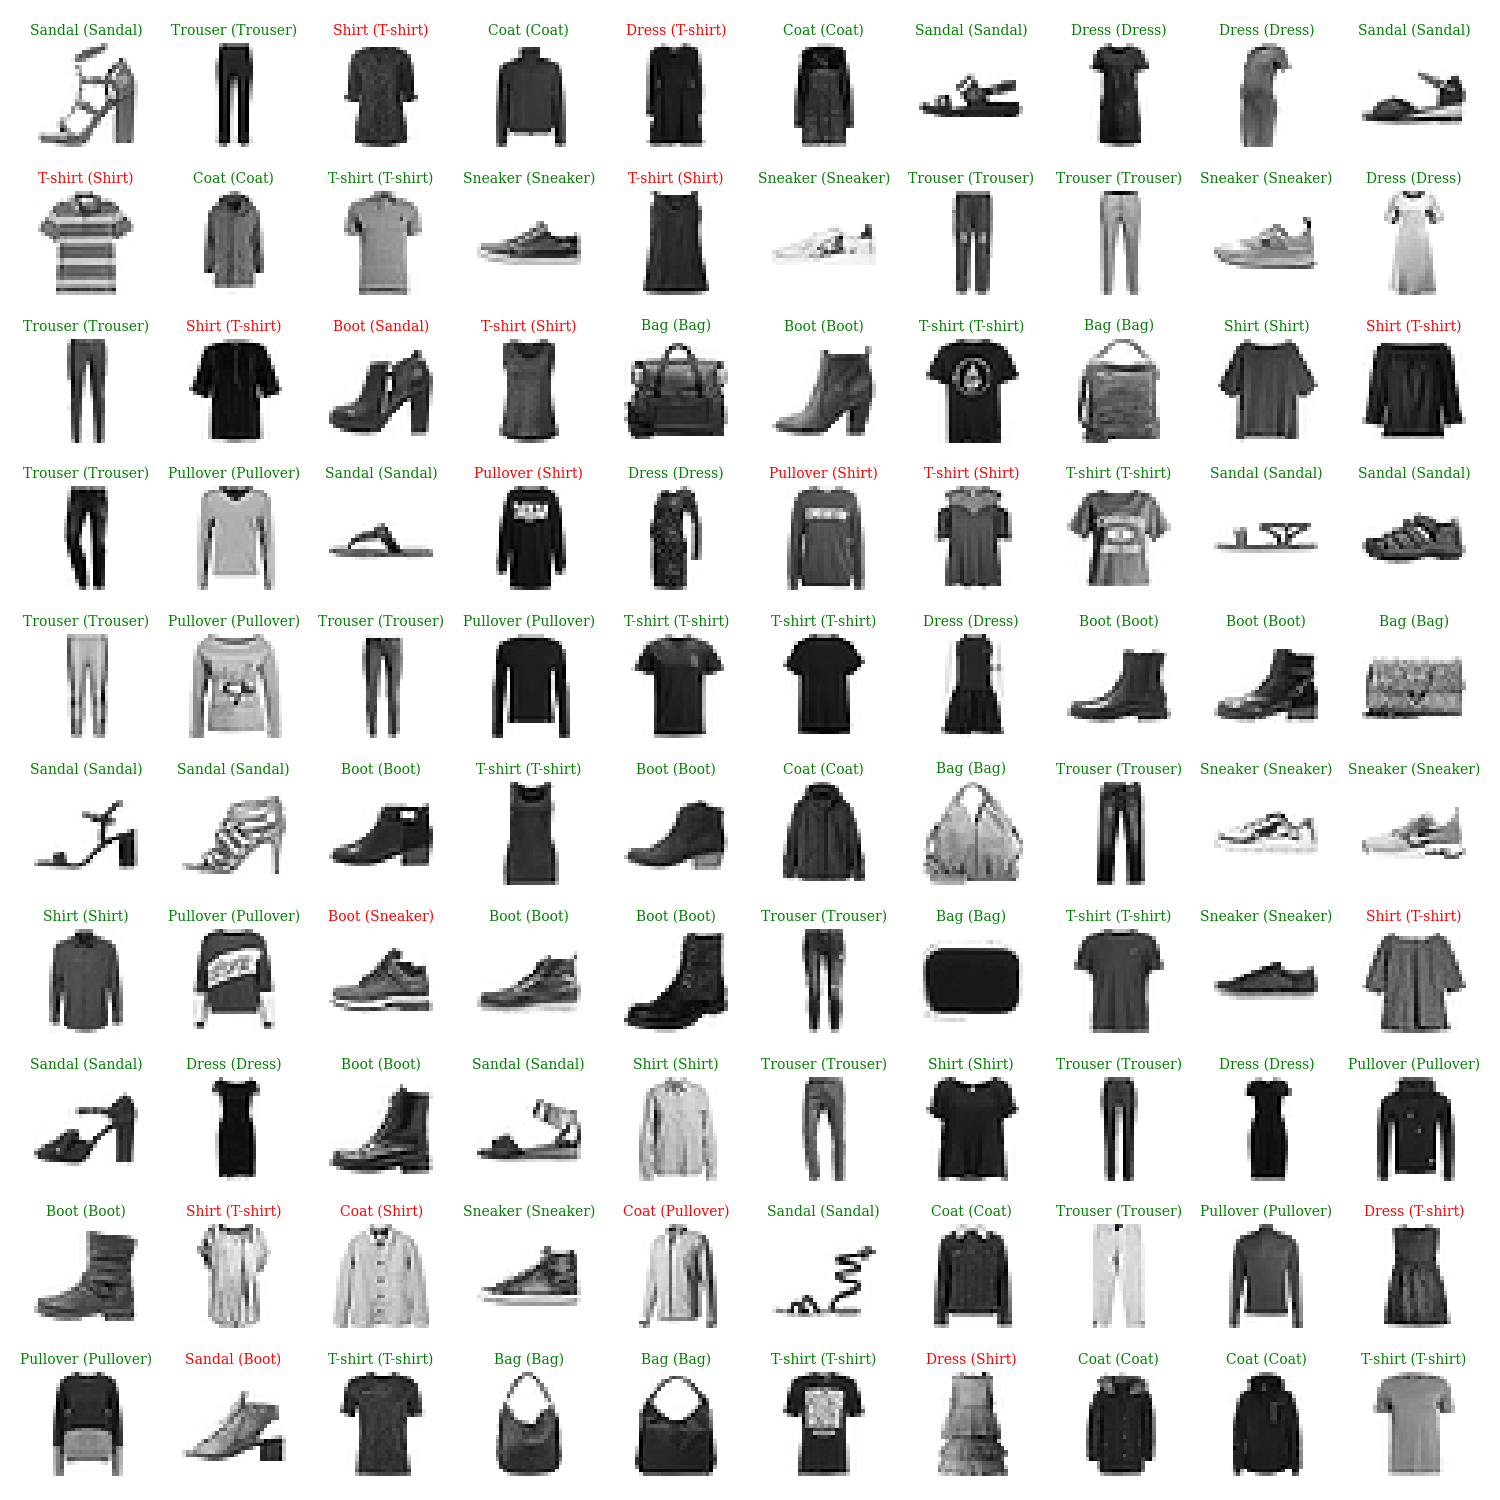 Sandal (Sandal) Trouser (Trouser) Shirt (T-shirt) Coat (Coat) Dress (T-shirt) Coat (Coat) Sandal (Sandal) Dress (Dress) Dress (Dress) Sandal (Sandal)
T-shirt (Shirt) Coat (Coat) T-shirt (T-shirt) Sneaker (Sneaker) T-shirt (Shirt) Sneaker (Sneaker) Trouser (Trouser) Trouser (Trouser) Sneaker (Sneaker) Dress (Dress)
Trouser (Trouser) Shirt (T-shirt) Boot (Sandal) T-shirt (Shirt) Bag (Bag) Boot (Boot) T-shirt (T-shirt) Bag (Bag) Shirt (Shirt) Shirt (T-shirt)
Trouser (Trouser) Pullover (Pullover) Sandal (Sandal) Pullover (Shirt) Dress (Dress) Pullover (Shirt) T-shirt (Shirt) T-shirt (T-shirt) Sandal (Sandal) Sandal (Sandal)
Trouser (Trouser) Pullover (Pullover) Trouser (Trouser) Pullover (Pullover) T-shirt (T-shirt) T-shirt (T-shirt) Dress (Dress) Boot (Boot) Boot (Boot) Bag (Bag)
Sandal (Sandal) Sandal (Sandal) Boot (Boot) T-shirt (T-shirt) Boot (Boot) Coat (Coat) Bag (Bag) Trouser (Trouser) Sneaker (Sneaker) Sneaker (Sneaker)
Shirt (Shirt) Pullover (Pullover) Boot (Sneaker) Boot (Boot) Boot (Boot) Trouser (Trouser) Bag (Bag) T-shirt (T-shirt) Sneaker (Sneaker) Shirt (T-shirt)
Sandal (Sandal) Dress (Dress) Boot (Boot) Sandal (Sandal) Shirt (Shirt) Trouser (Trouser) Shirt (Shirt) Trouser (Trouser) Dress (Dress) Pullover (Pullover)
Boot (Boot) Shirt (T-shirt) Coat (Shirt) Sneaker (Sneaker) Coat (Pullover) Sandal (Sandal) Coat (Coat) Trouser (Trouser) Pullover (Pullover) Dress (T-shirt)
Pullover (Pullover) Sandal (Boot) T-shirt (T-shirt) Bag (Bag) Bag (Bag) T-shirt (T-shirt) Dress (Shirt) Coat (Coat) Coat (Coat) T-shirt (T-shirt)